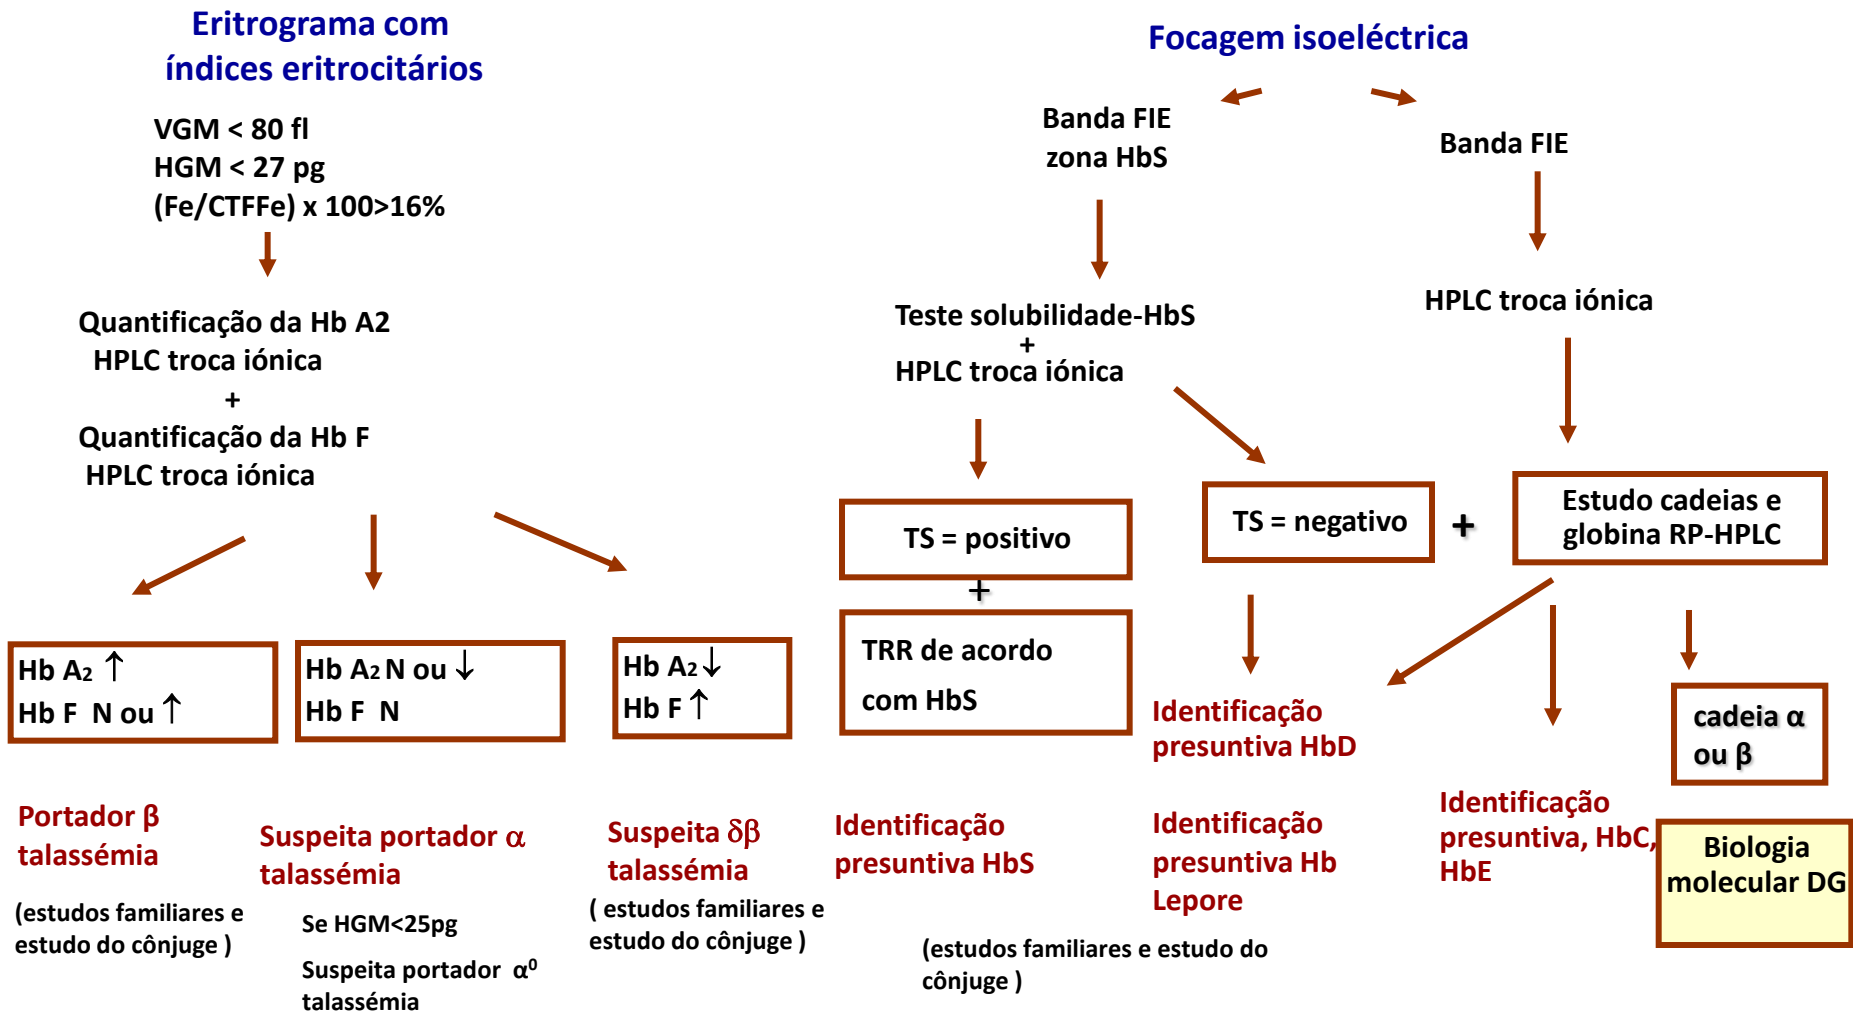 Eritrograma com
índices eritrocitários
VGM < 80 fl
HGM < 27 pg
(Fe/CTFFe) x 100>16%
Quantificação da Hb A2
HPLC troca iónica
+
Quantificação da Hb F
HPLC troca iónica
Hb A2 ↑
Hb F N ou ↑
Hb A2 N ou ↓
Hb F N
Hb A2 ↓
Hb F ↑
Portador β
talassémia
(estudos familiares e
estudo do cônjuge )
Suspeita portador α
talassémia
Se HGM<25pg
Suspeita portador α⁰
talassémia
Suspeita δβ
talassémia
( estudos familiares e
estudo do cônjuge )
Focagem isoeléctrica
Banda FIE
zona HbS
Teste solubilidade-HbS
+
HPLC troca iónica
TS = positivo
+
TRR de acordo
com HbS
Identificação
presuntiva HbS
TS = negativo
+
Identificação
presuntiva HbD
Identificação
presuntiva Hb
Lepore
(estudos familiares e estudo do
cônjuge )
Banda FIE
HPLC troca iónica
Estudo cadeias e
globina RP-HPLC
Identificação
presuntiva, HbC,
HbE
cadeia α
ou β
Biologia
molecular DG